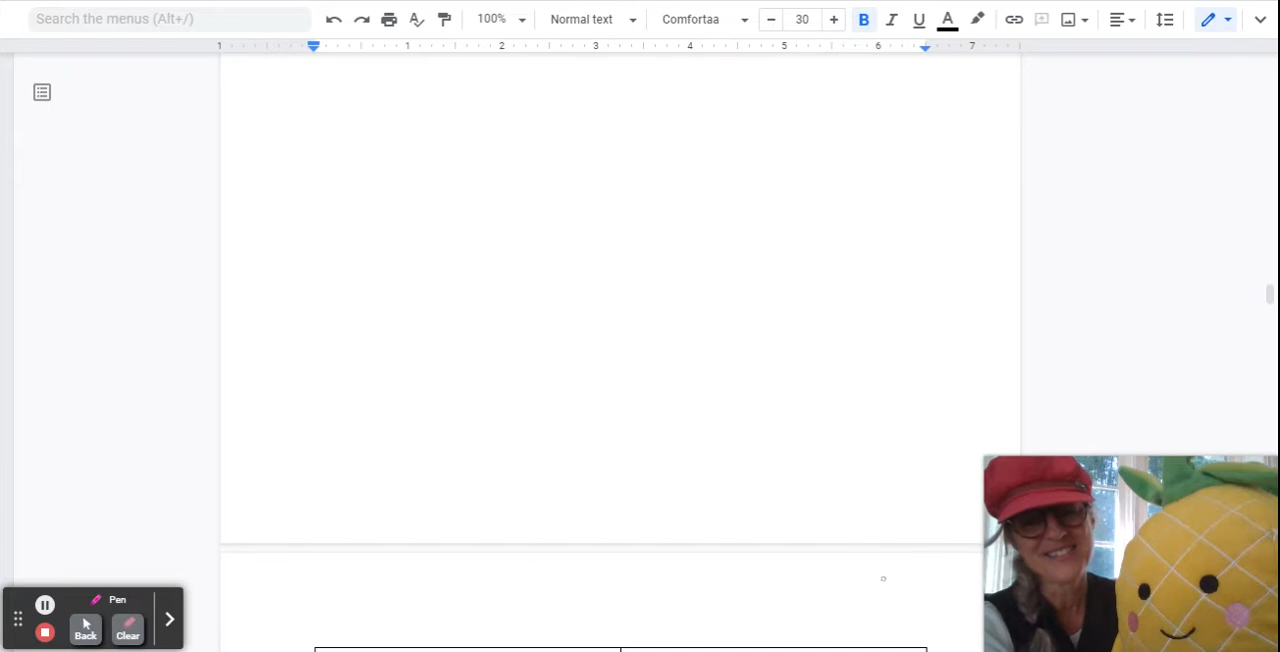 Search the menus (Alt+/) 100% Normal text Comfortaa − 30 + B I U A
1 1 2 3 4 5 6 7
Pen
Back Clear